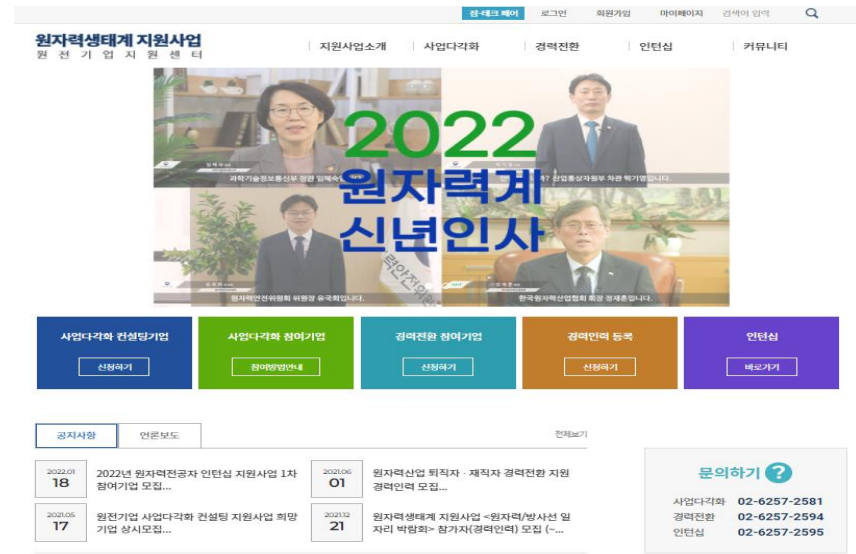 잡-테크 페어 로그인 회원가입 마이페이지 검색어 입력
원자력생태계 지원사업
원전기업지원센터
지원사업소개 사업다각화 경력전환 인턴십 커뮤니티
2022
원자력계
신년인사
과학기술정보통신부 장관 임혜숙
산업통상자원부 차관 박기영입니다.
원자력안전위원회 위원장 유국희입니다.
한국원자력산업협회 회장 정재훈입니다.
사업다각화 컨설팅기업
신청하기
사업다각화 참여기업
참여방법안내
경력전환 참여기업
신청하기
경력인력 등록
신청하기
인턴십
바로가기
공지사항 언론보도 전체보기
2022.01
18
2022년 원자력전공자 인턴십 지원사업 1차
참여기업 모집...
2021.06
01
원자력산업 퇴직자 · 재직자 경력전환 지원
경력인력 모집...
2021.05
17
원전기업 사업다각화 컨설팅 지원사업 희망
기업 상시모집...
2021.12
21
원자력생태계 지원사업 <원자력/방사선 일
자리 박람회> 참가자(경력인력) 모집 (~...
문의하기 ?
사업다각화 02-6257-2581
경력전환 02-6257-2594
인턴십 02-6257-2595